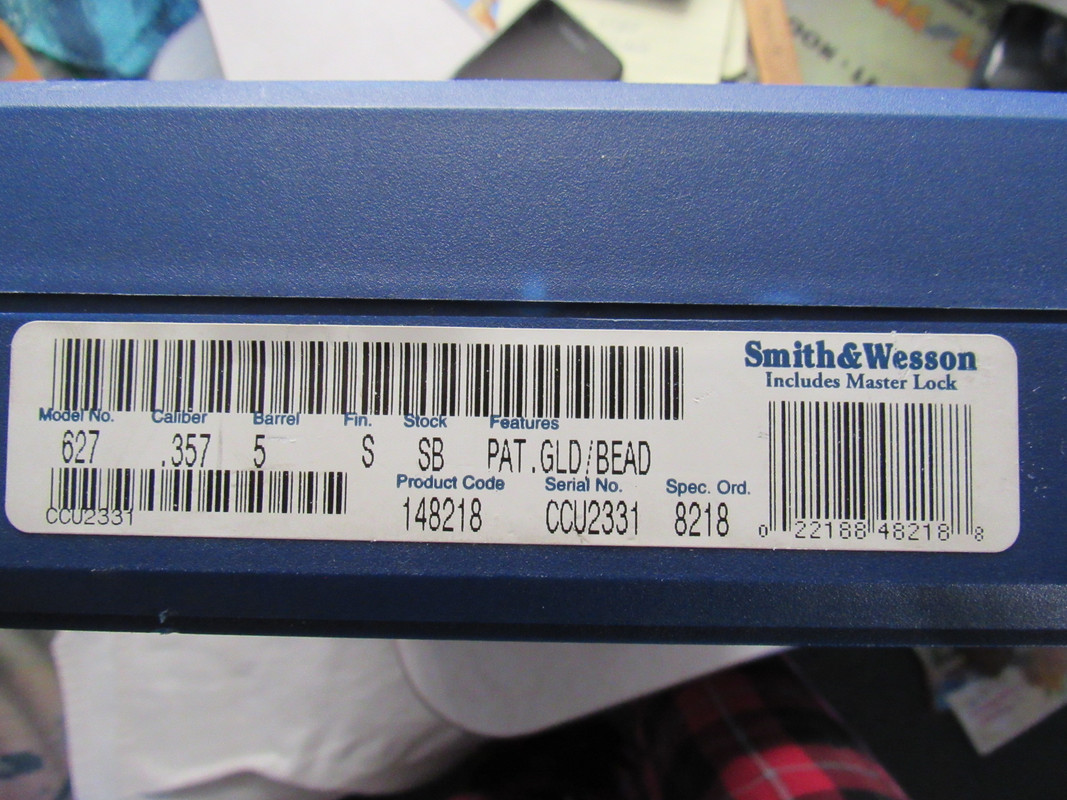 Smith&Wesson
Includes Master Lock
Model No. Caliber Barrel Fin. Stock Features
627 .357 5 S SB PAT.GLD/BEAD
Product Code Serial No. Spec. Ord.
148218 CCU2331 8218
CCU2331
0 22188 48218 8